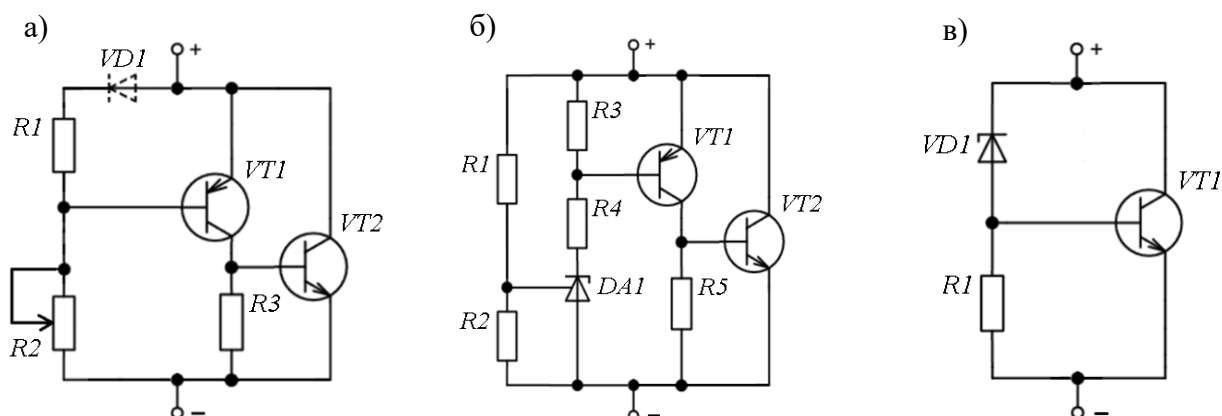 а)
+
VD1
R1
VT1
VT2
R3
R2
−
б)
+
R3
VT1
R1
R4
VT2
DA1
R5
R2
−
в)
+
VD1
VT1
R1
−